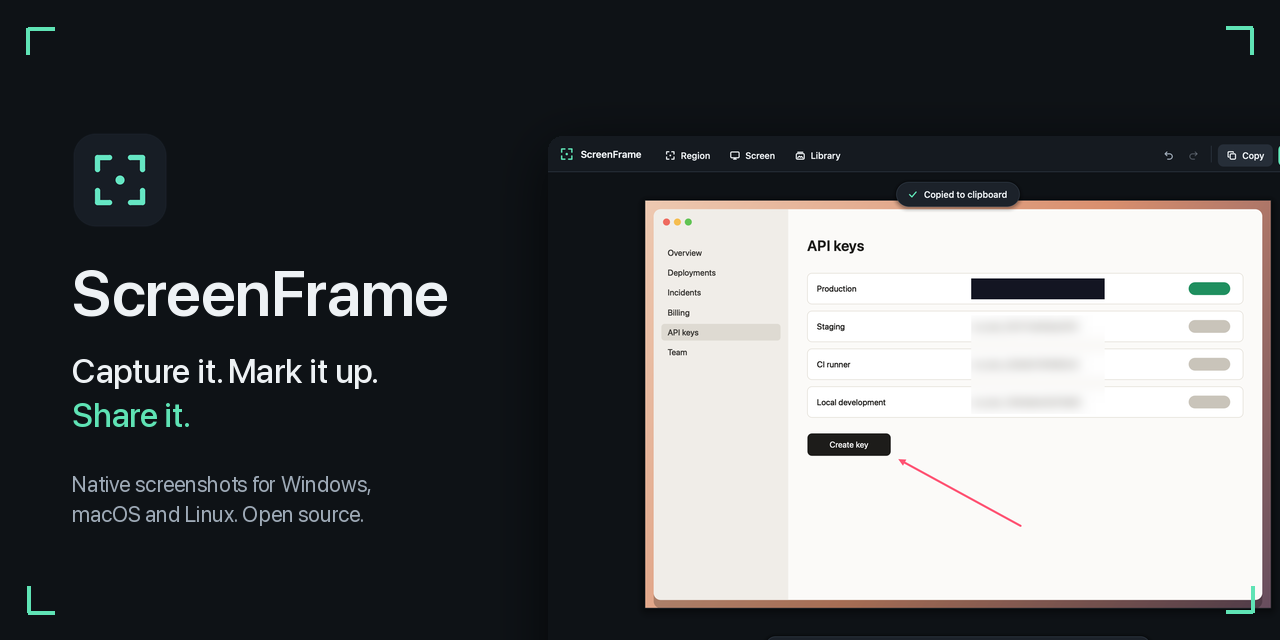 ScreenFrame
Capture it. Mark it up.
Share it.
Native screenshots for Windows,
macOS and Linux. Open source.
ScreenFrame
Region
Screen
Library
Copy
Copied to clipboard
Overview
Deployments
Incidents
Billing
API keys
Team
API keys
Production
Staging
CI runner
Local development
Create key